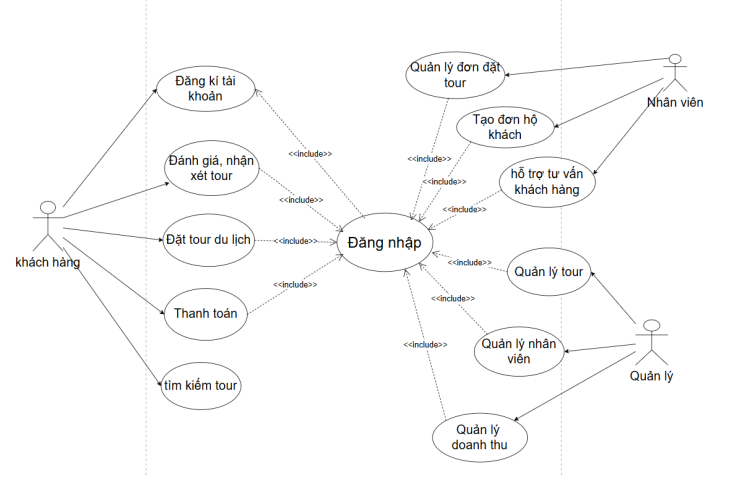 Đăng kí tài
khoản
<<include>>
Đánh giá, nhận
xét tour
<<include>>
khách hàng
Đặt tour du lịch
<<include>>
Đăng nhập
Thanh toán
<<include>>
tìm kiếm tour
Quản lý đơn đặt
tour
<<include>>
Nhân viên
Tạo đơn hộ
khách
<<include>>
hỗ trợ tư vấn
khách hàng
<<include>>
Quản lý tour
<<include>>
Quản lý nhân
viên
<<include>>
Quản lý
Quản lý
doanh thu
<<include>>